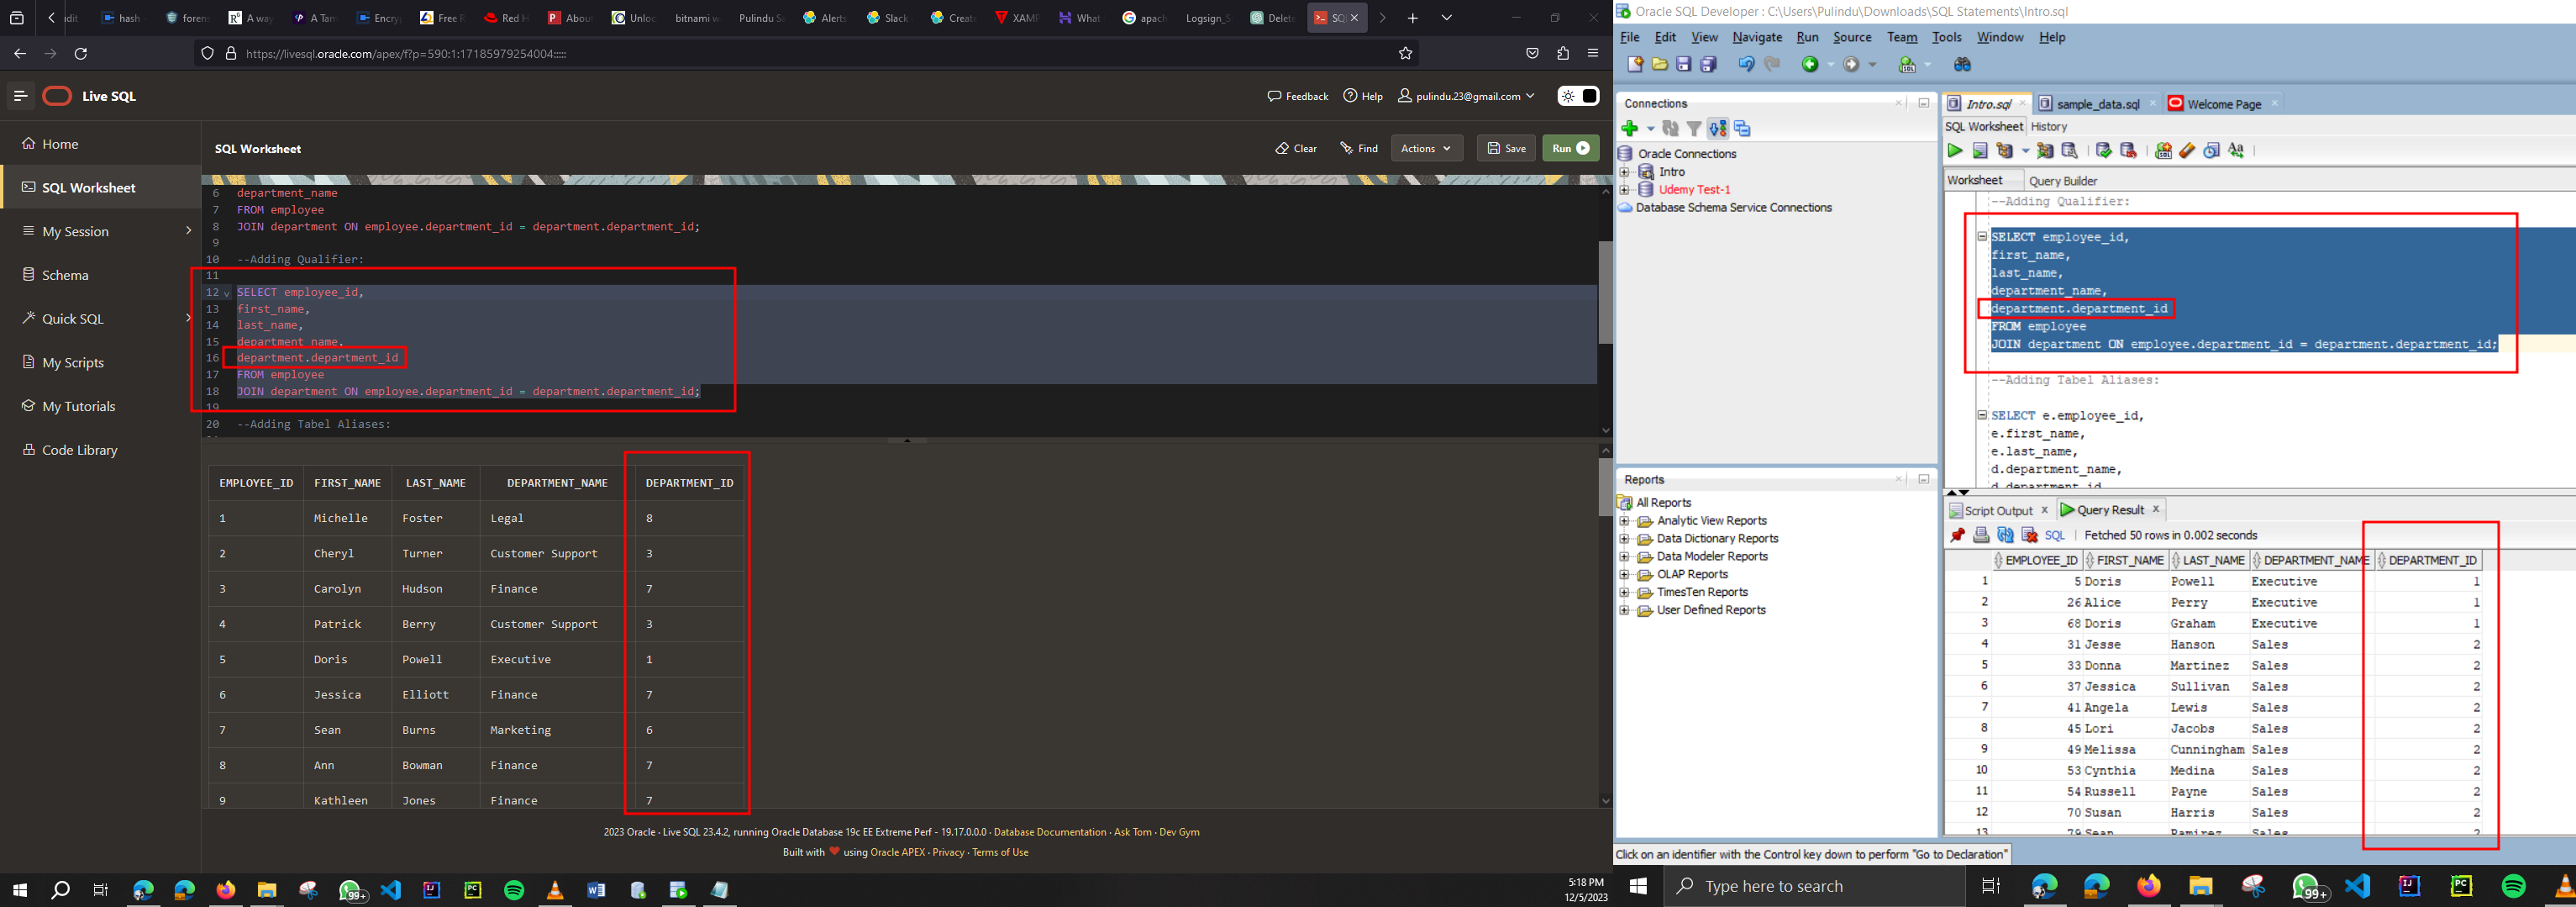 dit
hash
forens
A way
A Tam
Encryp
Free R
Red H
Abou
Unloc
bitnami w
Pulindu Sa
Alerts
Slack
Create
XAMP
What
apach
Logsign_S
Delete
SQL
https://livesql.oracle.com/apex/f?p=590:1:17185979254004:::::
Live SQL
Feedback
Help
pulindu.23@gmail.com
Home
SQL Worksheet
My Session
Schema
Quick SQL
My Scripts
My Tutorials
Code Library
SQL Worksheet
Clear
Find
Actions
Save
Run
6 department_name
7 FROM employee
8 JOIN department ON employee.department_id = department.department_id;
9
10 --Adding Qualifier:
11
12 SELECT employee_id,
13 first_name,
14 last_name,
15 department_name,
16 department.department_id
17 FROM employee
18 JOIN department ON employee.department_id = department.department_id;
19
20 --Adding Tabel Aliases:
EMPLOYEE_ID FIRST_NAME LAST_NAME DEPARTMENT_NAME DEPARTMENT_ID
1 Michelle Foster Legal 8
2 Cheryl Turner Customer Support 3
3 Carolyn Hudson Finance 7
4 Patrick Berry Customer Support 3
5 Doris Powell Executive 1
6 Jessica Elliott Finance 7
7 Sean Burns Marketing 6
8 Ann Bowman Finance 7
9 Kathleen Jones Finance 7
2023 Oracle · Live SQL 23.4.2, running Oracle Database 19c EE Extreme Perf - 19.17.0.0.0 · Database Documentation · Ask Tom · Dev Gym
Built with ❤ using Oracle APEX · Privacy · Terms of Use
99+
5:18 PM
12/5/2023
Oracle SQL Developer : C:\Users\Pulindu\Downloads\SQL Statements\Intro.sql
File Edit View Navigate Run Source Team Tools Window Help
Connections
Oracle Connections
Intro
Udemy Test-1
Database Schema Service Connections
Reports
All Reports
Analytic View Reports
Data Dictionary Reports
Data Modeler Reports
OLAP Reports
TimesTen Reports
User Defined Reports
Intro.sql
sample_data.sql
Welcome Page
SQL Worksheet History
Worksheet Query Builder
--Adding Qualifier:
SELECT employee_id,
first_name,
last_name,
department_name,
department.department_id
FROM employee
JOIN department ON employee.department_id = department.department_id;
--Adding Tabel Aliases:
SELECT e.employee_id,
e.first_name,
e.last_name,
d.department_name,
d.department_id
Script Output
Query Result
SQL | Fetched 50 rows in 0.002 seconds
EMPLOYEE_ID FIRST_NAME LAST_NAME DEPARTMENT_NAME DEPARTMENT_ID
1 5 Doris Powell Executive 1
2 26 Alice Perry Executive 1
3 68 Doris Graham Executive 1
4 31 Jesse Hanson Sales 2
5 33 Donna Martinez Sales 2
6 37 Jessica Sullivan Sales 2
7 41 Angela Lewis Sales 2
8 45 Lori Jacobs Sales 2
9 49 Melissa Cunningham Sales 2
10 53 Cynthia Medina Sales 2
11 54 Russell Payne Sales 2
12 70 Susan Harris Sales 2
13 79 Sean Ramirez Sales 2
Click on an identifier with the Control key down to perform "Go to Declaration"
Type here to search
99+